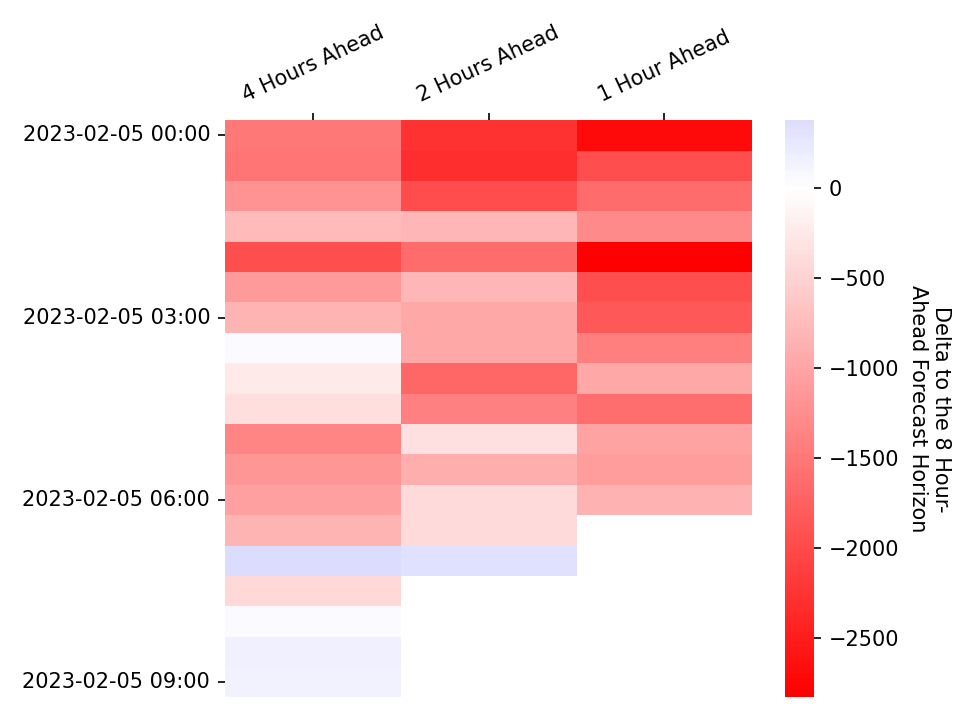 4 Hours Ahead
2 Hours Ahead
1 Hour Ahead
2023-02-05 00:00
2023-02-05 03:00
2023-02-05 06:00
2023-02-05 09:00
0
−500
−1000
−1500
−2000
−2500
Delta to the 8 Hour-
Ahead Forecast Horizon